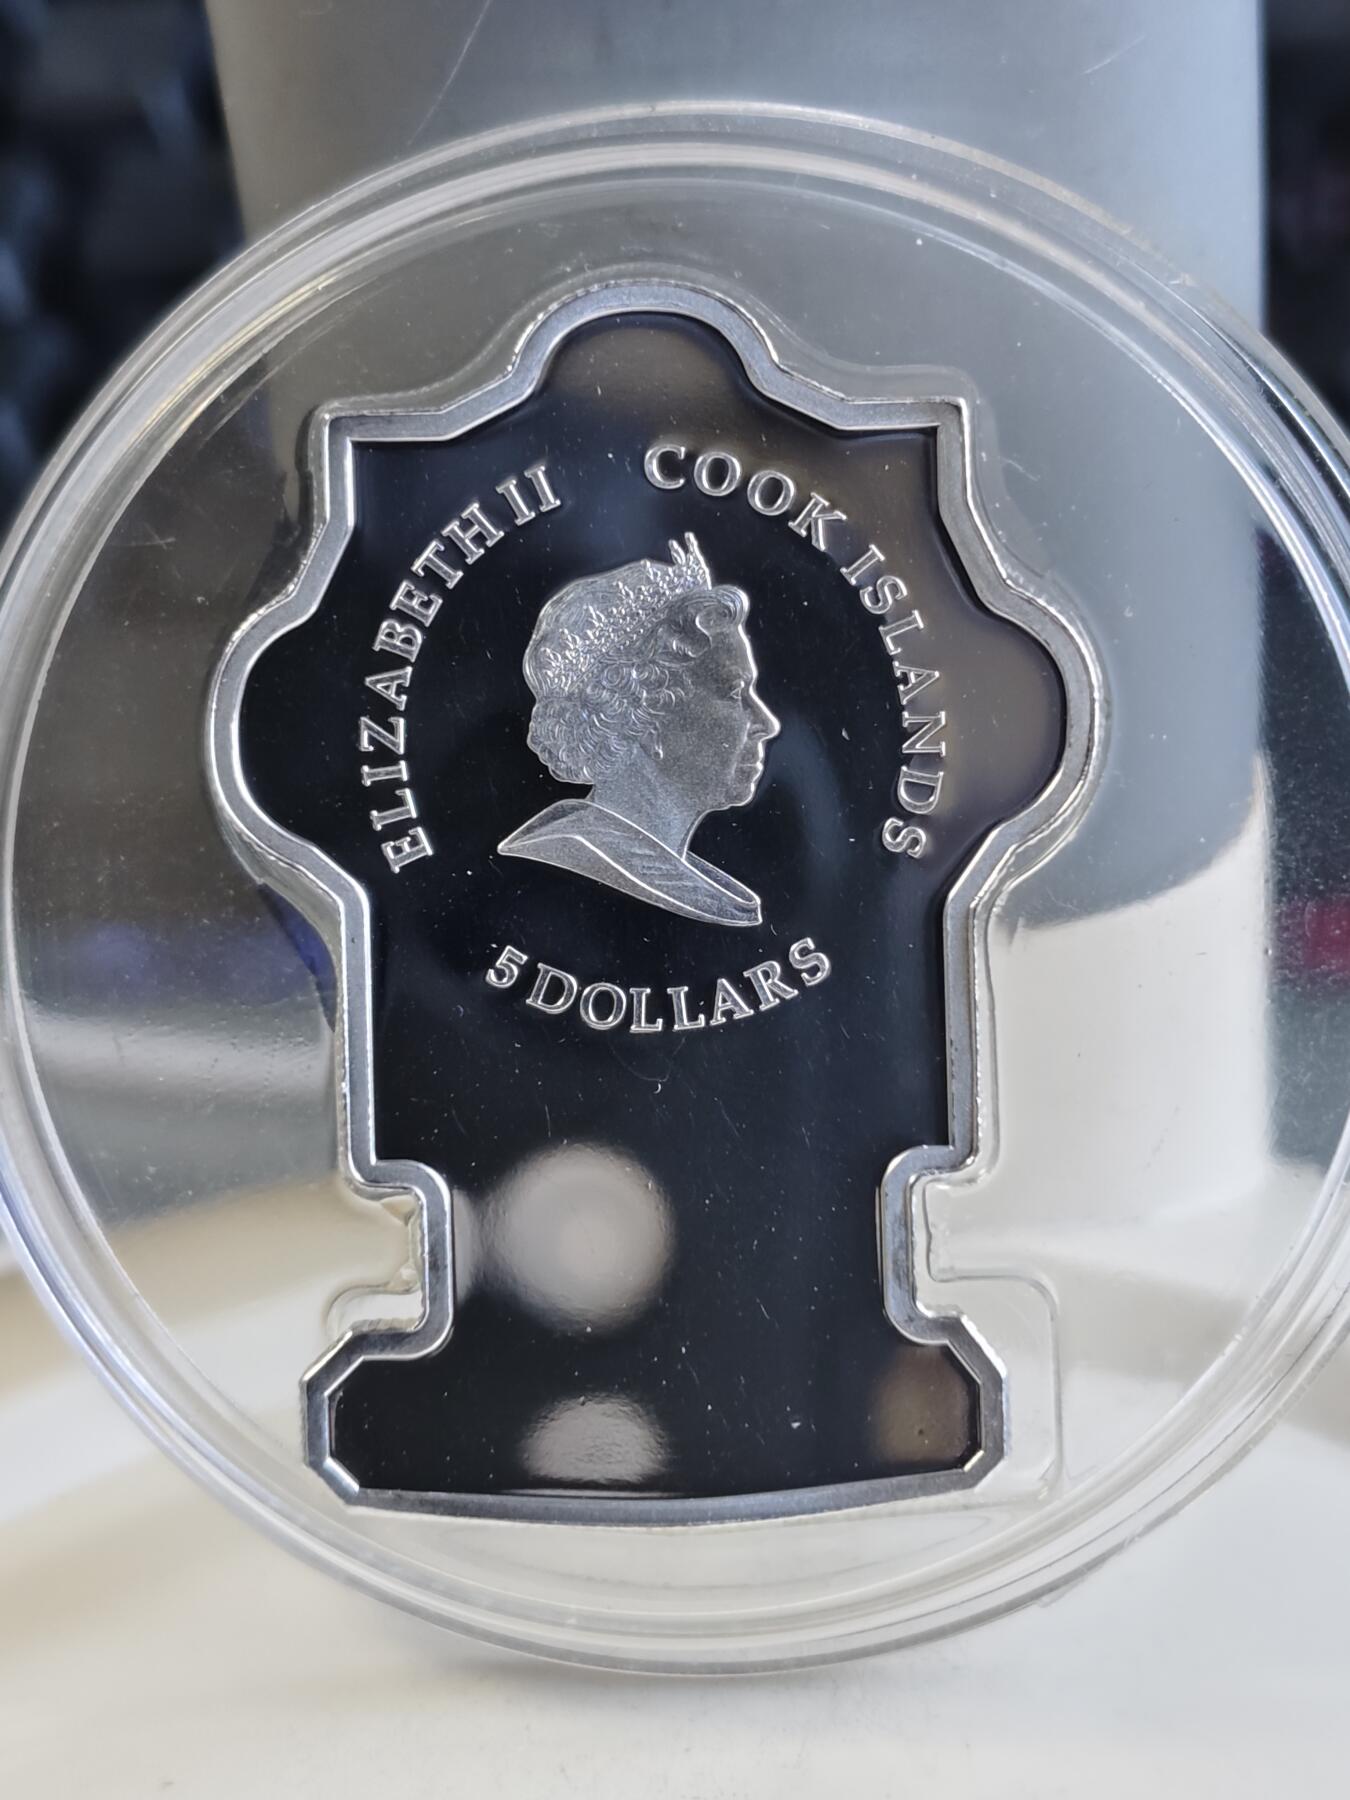 ELIZABETH II
COOK ISLANDS
5 DOLLARS